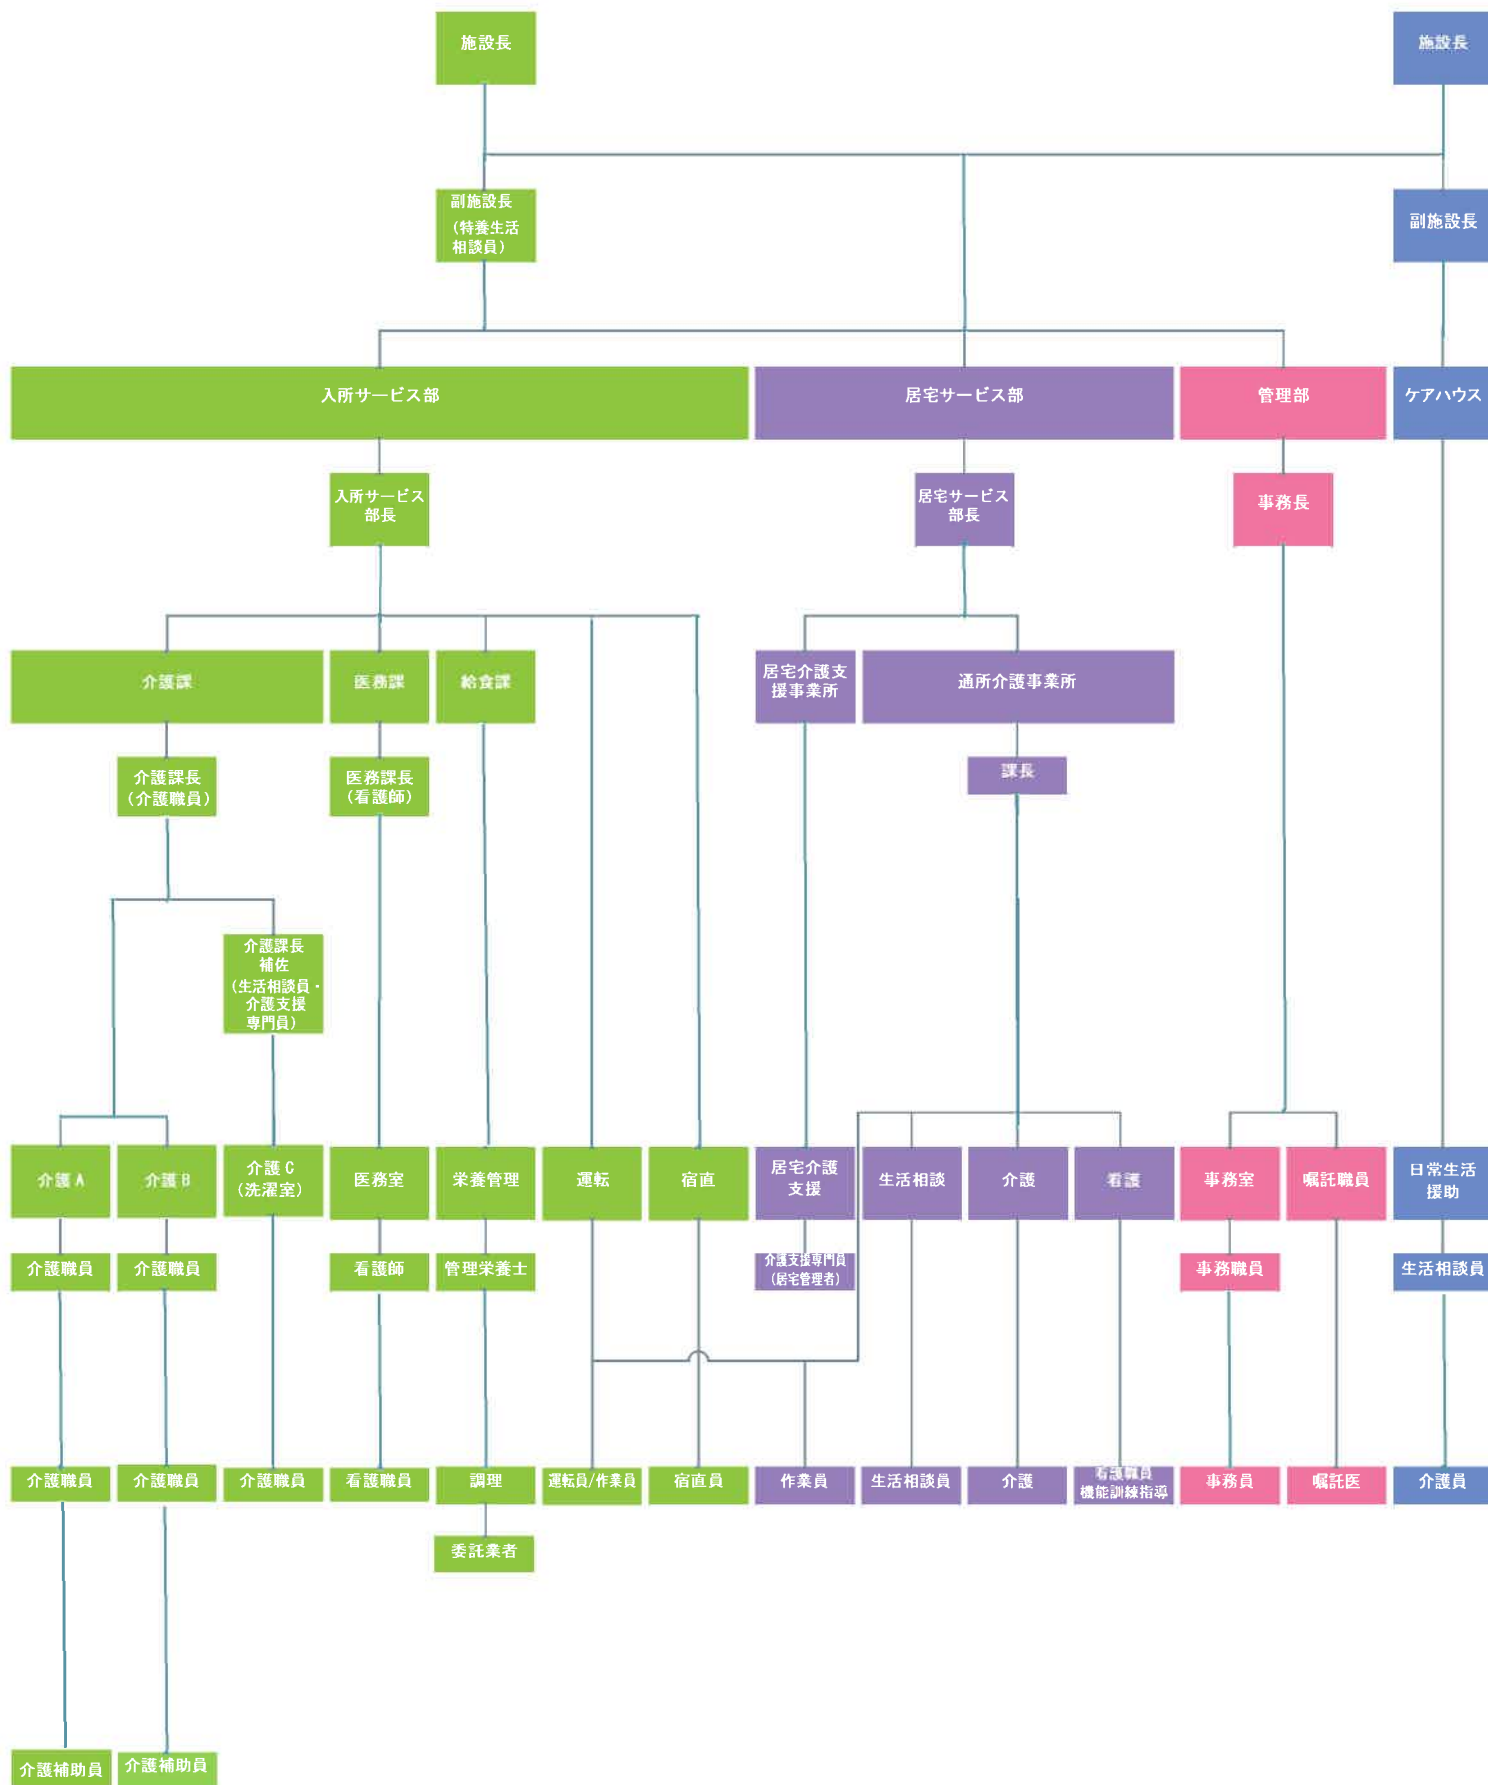 施設長
施設長
副施設長
（特養生活
相談員）
副施設長
入所サービス部
居宅サービス部
管理部
ケアハウス
入所サービス
部長
居宅サービス
部長
事務長
介護課
医務課
給食課
居宅介護支
援事業所
通所介護事業所
介護課長
（介護職員）
医務課長
（看護師）
課長
介護課長
補佐
（生活相談員・
介護支援
専門員）
介護 A
介護 B
介護 C
（洗濯室）
医務室
栄養管理
運転
宿直
居宅介護
支援
生活相談
介護
看護
事務室
嘱託職員
日常生活
援助
介護職員
介護職員
看護師
管理栄養士
介護支援専門員
（居宅管理者）
事務職員
生活相談員
介護職員
介護職員
介護職員
看護職員
調理
運転員/作業員
宿直員
作業員
生活相談員
介護
看護職員
機能訓練指導
事務員
嘱託医
介護員
委託業者
介護補助員
介護補助員